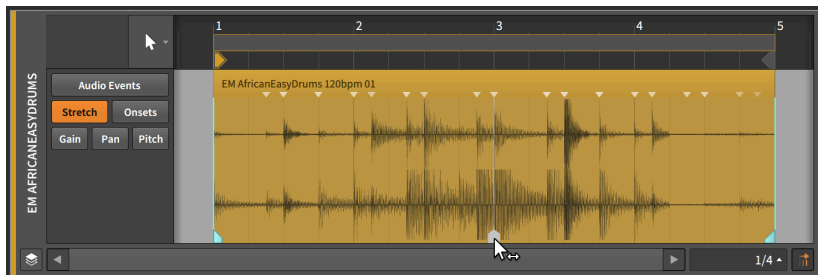 1 2 3 4 5
EM AFRICANEASYDRUMS
Audio Events
EM AfricanEasyDrums 120bpm 01
Stretch Onsets
Gain Pan Pitch
1/4